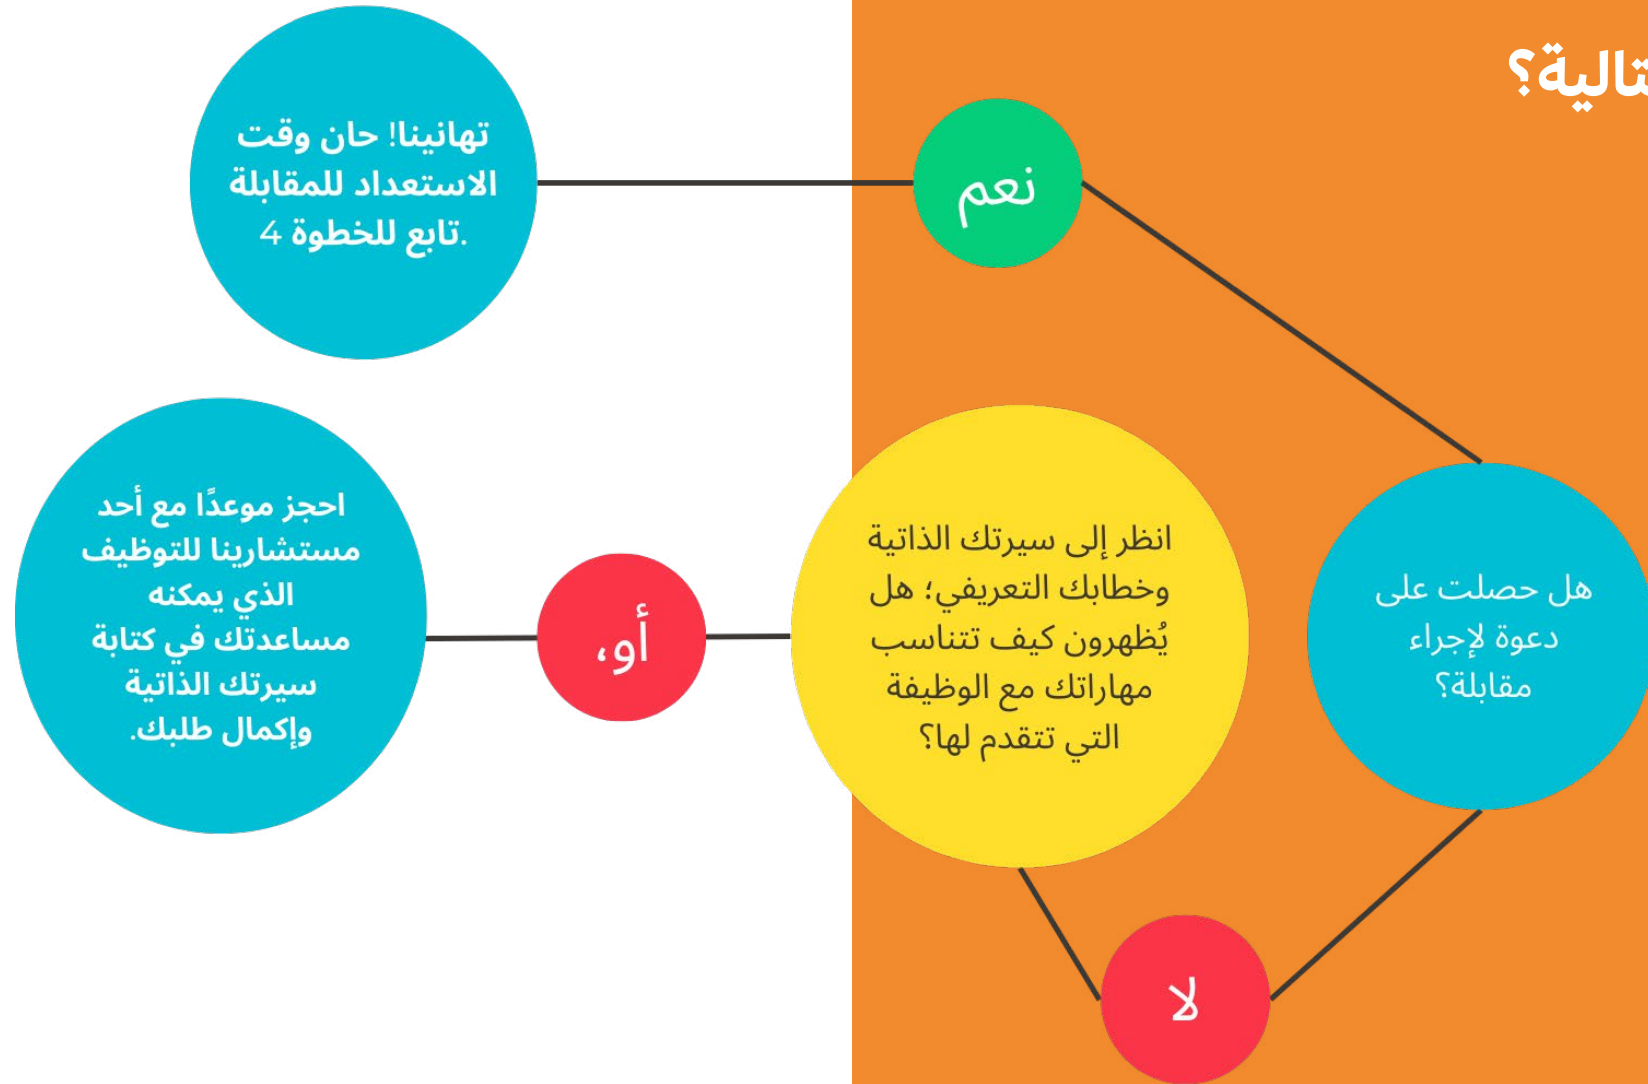 تالية؟
نعم
تهانينا! حان وقت
الاستعداد للمقابلة
.تابع للخطوة 4
هل حصلت على
دعوة لإجراء
مقابلة؟
لا
انظر إلى سيرتك الذاتية
وخطابك التعريفي؛ هل
يُظهرون كيف تتناسب
مهاراتك مع الوظيفة
التي تتقدم لها؟
أو،
احجز موعدًا مع أحد
مستشارينا للتوظيف
الذي يمكنه
مساعدتك في كتابة
سيرتك الذاتية
وإكمال طلبك.